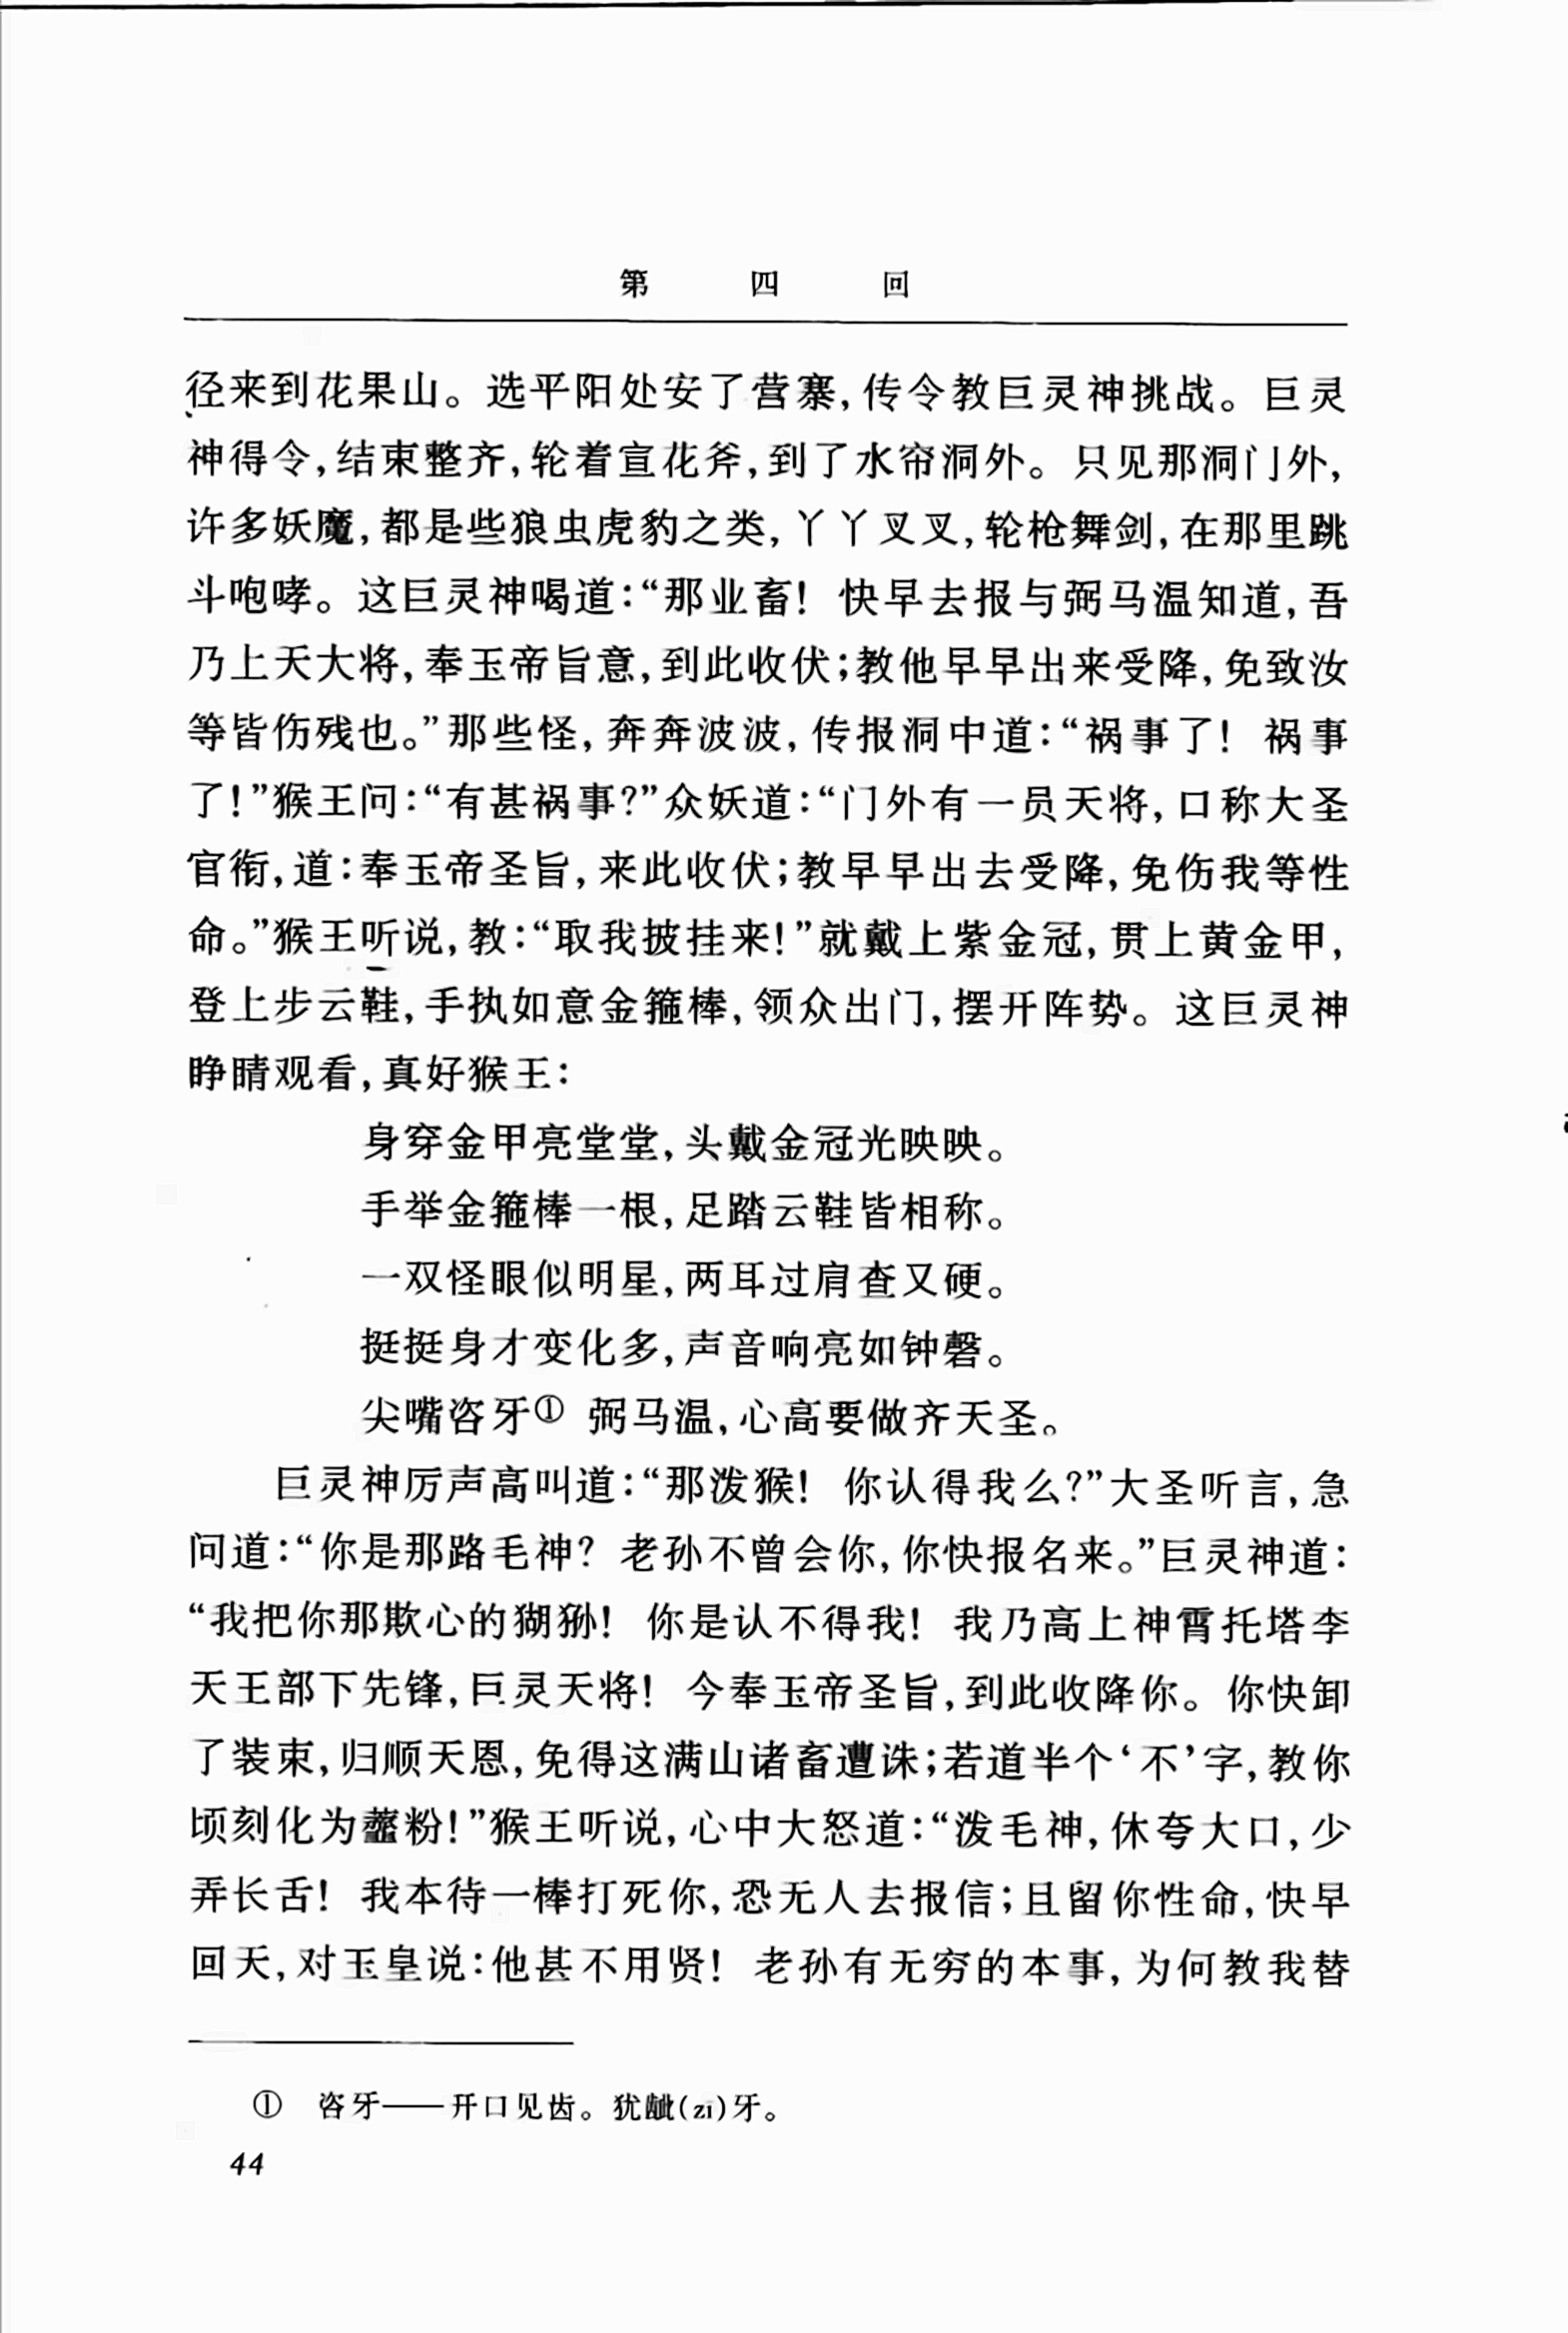 第四回
径来到花果山。选平阳处安了营寨,传令教巨灵神挑战。巨灵
神得令,结束整齐,轮着宣花斧,到了水帘洞外。只见那洞门外,
许多妖魔,都是些狼虫虎豹之类,丫丫叉叉,轮枪舞剑,在那里跳
斗咆哮。这巨灵神喝道:“那业畜! 快早去报与弼马温知道,吾
乃上天大将,奉玉帝旨意,到此收伏;教他早早出来受降,免致汝
等皆伤残也。”那些怪,奔奔波波,传报洞中道:“祸事了! 祸事
了!”猴王问:“有甚祸事?”众妖道:“门外有一员天将,口称大圣
官衔,道:奉玉帝圣旨,来此收伏;教早早出去受降,免伤我等性
命。”猴王听说,教:“取我披挂来!”就戴上紫金冠,贯上黄金甲,
登上步云鞋,手执如意金箍棒,领众出门,摆开阵势。这巨灵神
睁睛观看,真好猴王:
身穿金甲亮堂堂,头戴金冠光映映。
手举金箍棒一根,足踏云鞋皆相称。
一双怪眼似明星,两耳过肩查又硬。
挺挺身才变化多,声音响亮如钟磬。
尖嘴咨牙① 弼马温,心高要做齐天圣。
巨灵神厉声高叫道:“那泼猴! 你认得我么?”大圣听言,急
问道:“你是那路毛神? 老孙不曾会你,你快报名来。”巨灵神道:
“我把你那欺心的猢狲! 你是认不得我! 我乃高上神霄托塔李
天王部下先锋,巨灵天将! 今奉玉帝圣旨,到此收降你。你快卸
了装束,归顺天恩,免得这满山诸畜遭诛;若道半个‘不’字,教你
顷刻化为齑粉!”猴王听说,心中大怒道:“泼毛神,休夸大口,少
弄长舌! 我本待一棒打死你,恐无人去报信;且留你性命,快早
回天,对玉皇说:他甚不用贤! 老孙有无穷的本事,为何教我替
① 咨牙——开口见齿。犹龇(zī)牙。
44